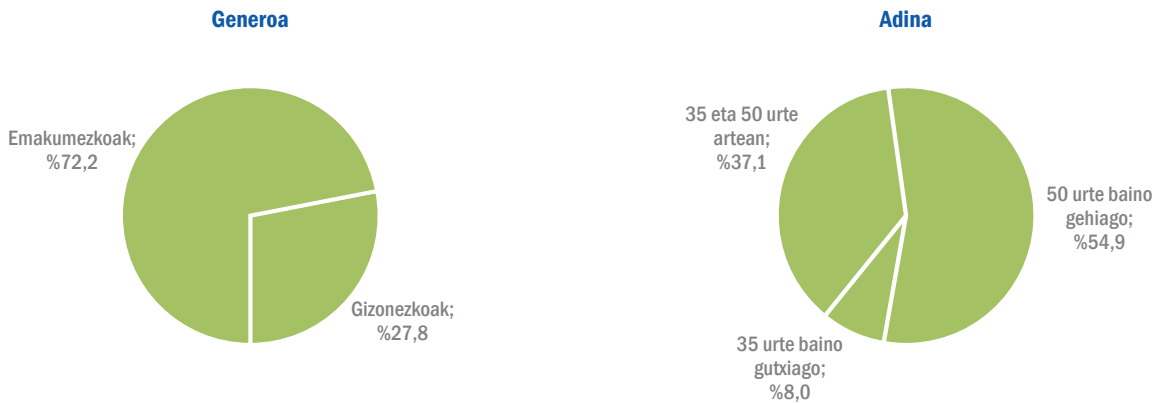 Generoa
Emakumezkoak;
%72,2
Gizonezkoak;
%27,8
Adina
35 eta 50 urte
artean;
%37,1
50 urte baino
gehiago;
%54,9
35 urte baino
gutxiago;
%8,0